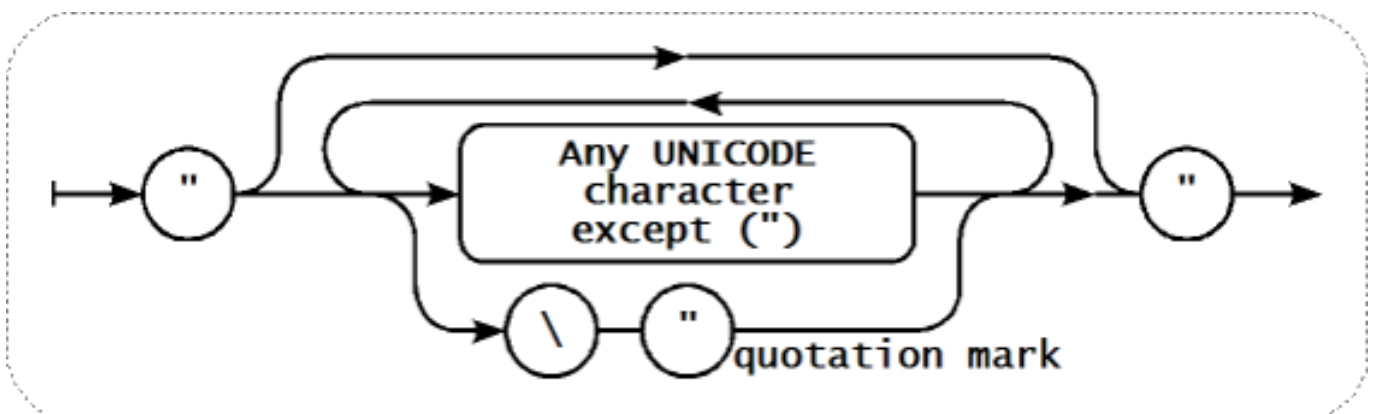 "
Any UNICODE
character
except (")
"
\
"
quotation mark